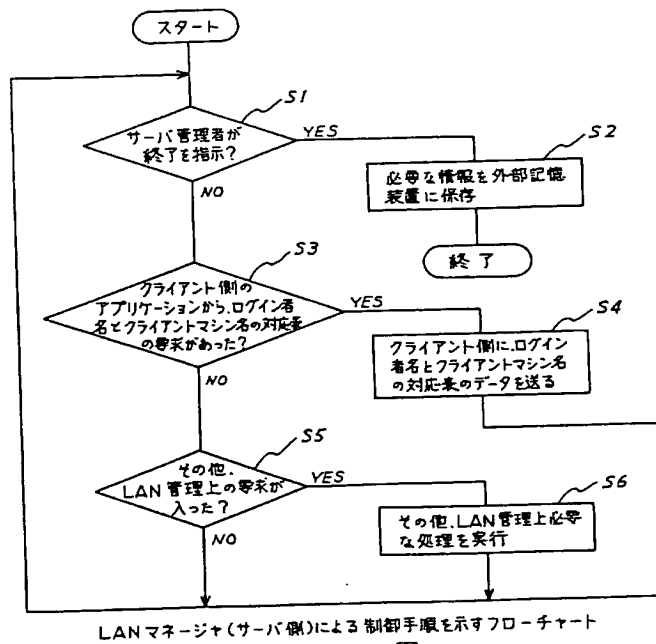 スタート
S1
サーバ管理者が
終了を指示?
YES
NO
S2
必要な情報を外部記憶
装置に保存
終了
S3
クライアント側の
アプリケーションから、ログイン者
名とクライアントマシン名の対応表
の要求があった?
YES
NO
S4
クライアント側に、ログイン
者名とクライアントマシン名
の対応表のデータを送る
S5
その他、
LAN管理上の要求が
入った?
YES
NO
S6
その他、LAN管理上必要
な処理を実行
LANマネージャ(サーバ側)による制御手順を示すフローチャート